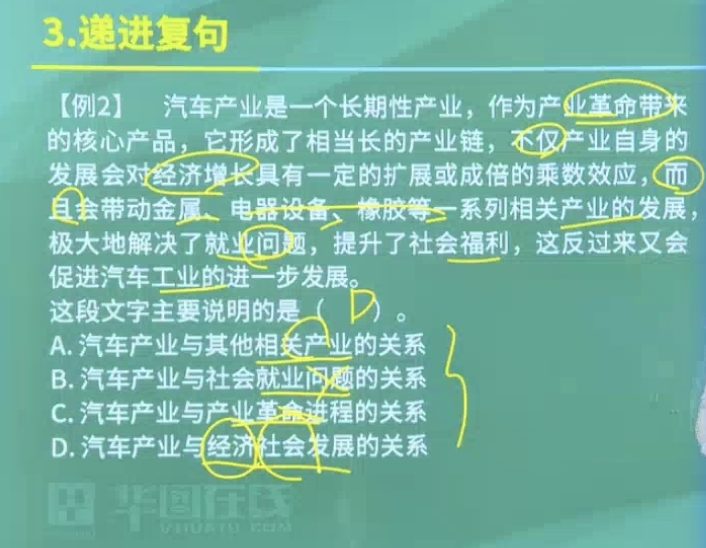 3.递进复句
【例2】 汽车产业是一个长期性产业，作为产业革命带来
的核心产品，它形成了相当长的产业链，不仅产业自身的
发展会对经济增长具有一定的扩展或成倍的乘数效应，而
且会带动金属、电器设备、橡胶等一系列相关产业的发展，
极大地解决了就业问题，提升了社会福利，这反过来又会
促进汽车工业的进一步发展。
这段文字主要说明的是（ D ）。
A. 汽车产业与其他相关产业的关系
B. 汽车产业与社会就业问题的关系
C. 汽车产业与产业革命进程的关系
D. 汽车产业与经济社会发展的关系
华图在线
V.HUATU.COM